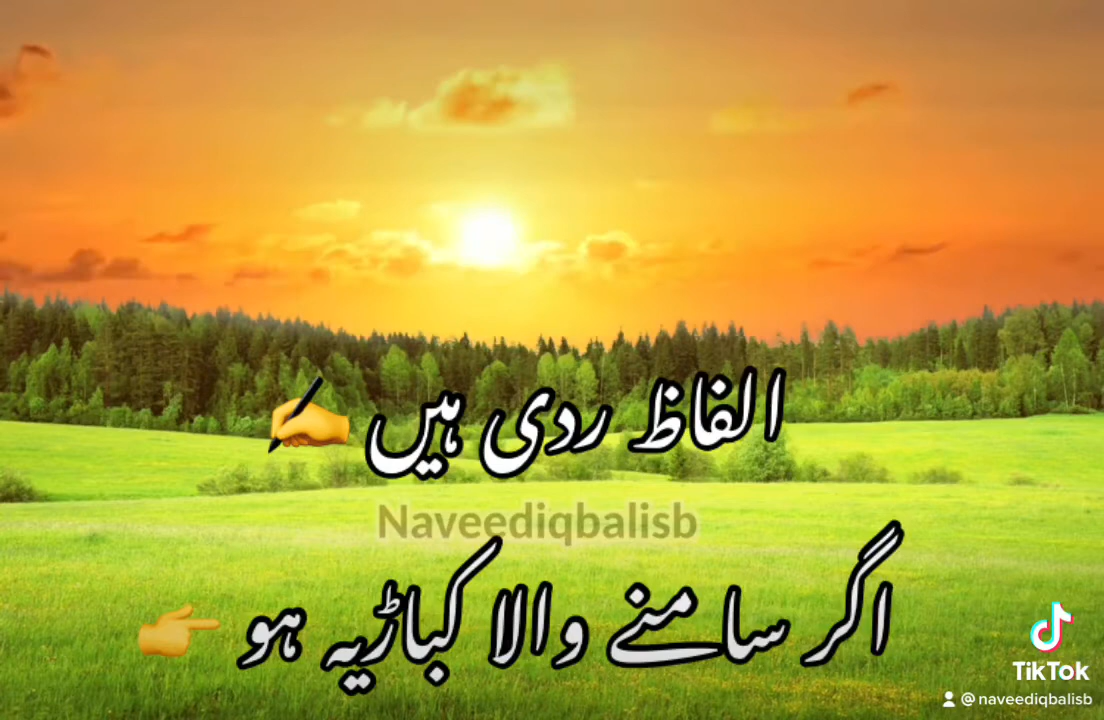 الفاظ ردی ہیں ✍️
Naveediqbalisb
اگر سامنے والا کباڑیہ ہو 👉
TikTok
@naveediqbalisb